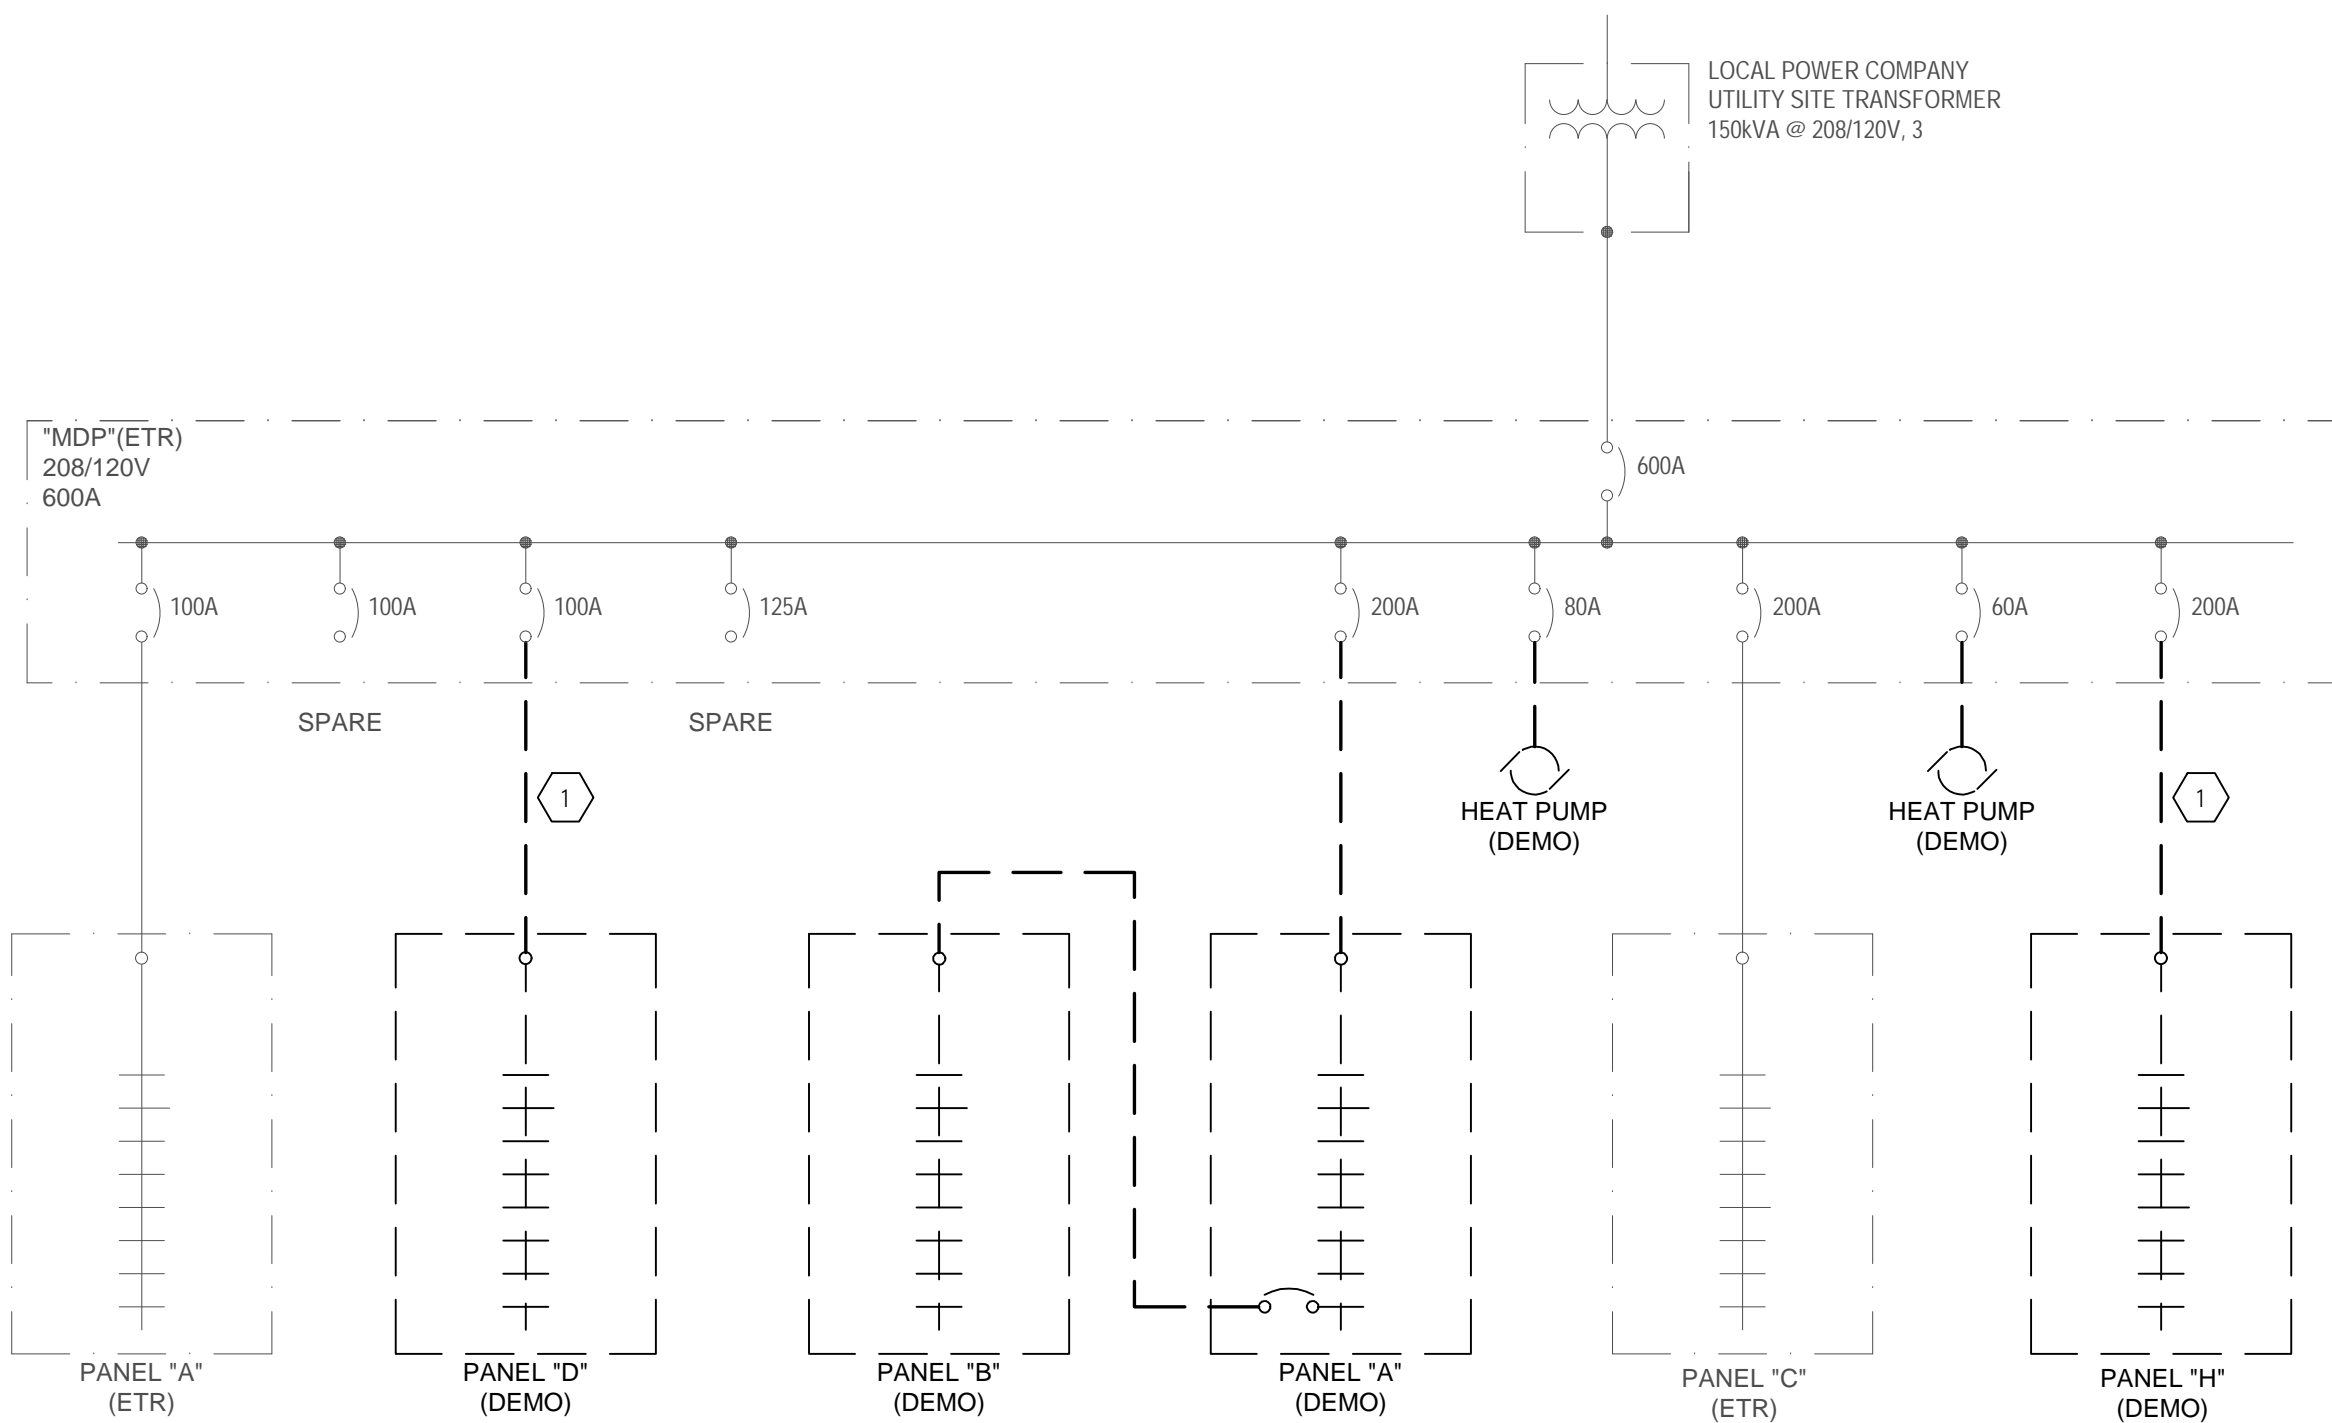 LOCAL POWER COMPANY
UTILITY SITE TRANSFORMER
150kVA @ 208/120V, 3
"MDP"(ETR)
208/120V
600A
600A
100A
100A
100A
125A
200A
80A
200A
60A
200A
SPARE
SPARE
1
1
HEAT PUMP
(DEMO)
HEAT PUMP
(DEMO)
PANEL "A"
(ETR)
PANEL "D"
(DEMO)
PANEL "B"
(DEMO)
PANEL "A"
(DEMO)
PANEL "C"
(ETR)
PANEL "H"
(DEMO)